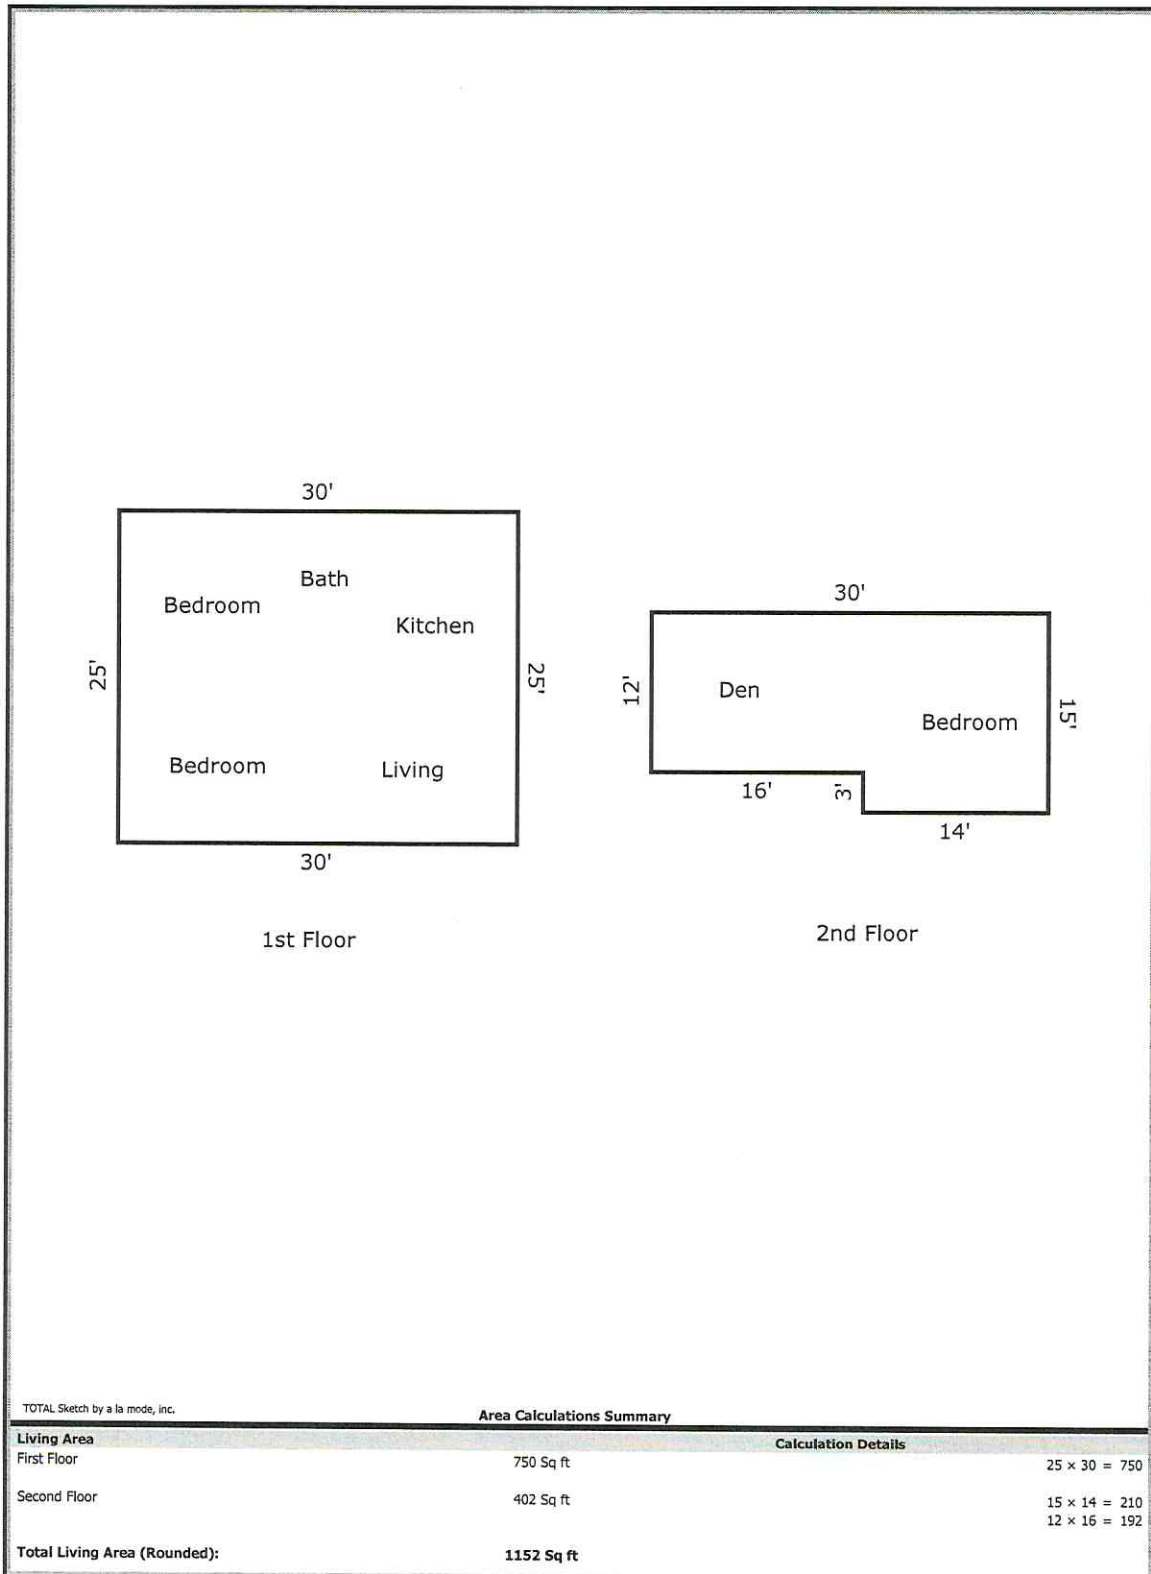 30'
Bath
Bedroom
Kitchen
25'
25'
Bedroom
Living
30'
1st Floor
30'
12'
Den
Bedroom
15'
16'
3'
14'
2nd Floor
TOTAL Sketch by a la mode, inc.
Area Calculations Summary
Living Area Calculation Details
First Floor 750 Sq ft 25 × 30 = 750
Second Floor 402 Sq ft 15 × 14 = 210
12 × 16 = 192
Total Living Area (Rounded): 1152 Sq ft